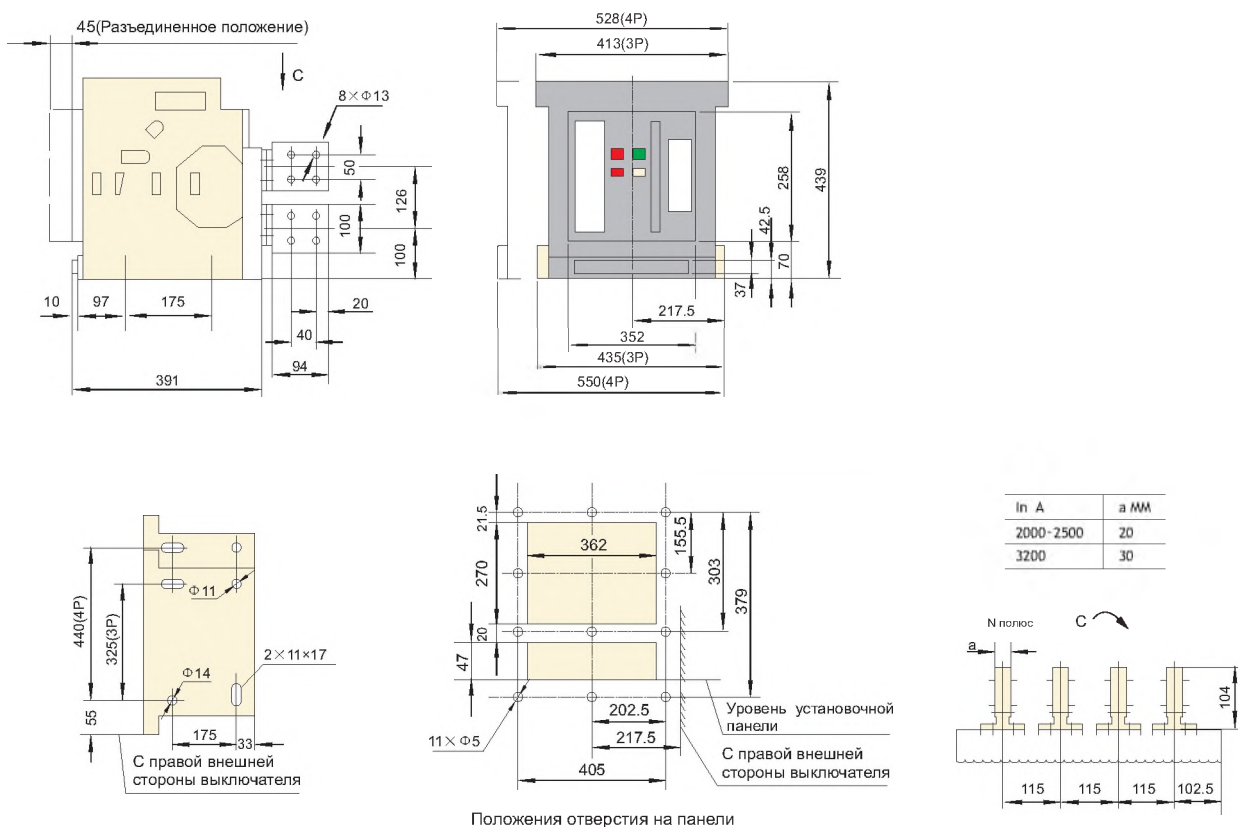 45(Разъединенное положение)
C
8×Φ13
50
126
100
100
10
97
175
20
40
94
391
528(4P)
413(3P)
258
439
42.5
70
37
217.5
352
435(3P)
550(4P)
440(4P)
325(3P)
55
Φ11
Φ14
2×11×17
175
33
С правой внешней
стороны выключателя
21.5
362
270
155.5
303
379
20
47
11×Φ5
202.5
217.5
405
Уровень установочной
панели
С правой внешней
стороны выключателя
Положения отверстия на панели
In A a MM
2000-2500 20
3200 30
N полюс
C
a
104
115
115
115
102.5